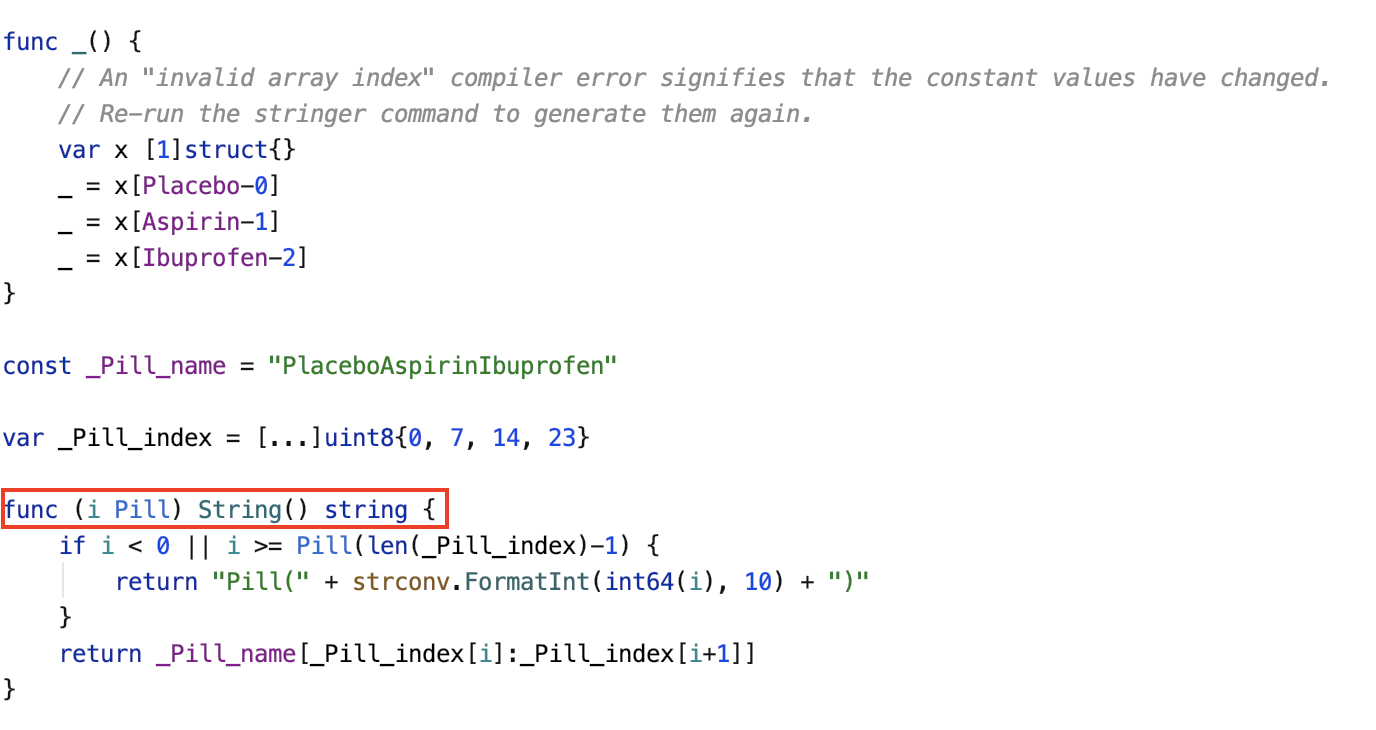 func _() {
    // An "invalid array index" compiler error signifies that the constant values have changed.
    // Re-run the stringer command to generate them again.
    var x [1]struct{}
    _ = x[Placebo-0]
    _ = x[Aspirin-1]
    _ = x[Ibuprofen-2]
}
const _Pill_name = "PlaceboAspirinIbuprofen"
var _Pill_index = [...]uint8{0, 7, 14, 23}
func (i Pill) String() string {
    if i < 0 || i >= Pill(len(_Pill_index)-1) {
        return "Pill(" + strconv.FormatInt(int64(i), 10) + ")"
    }
    return _Pill_name[_Pill_index[i]:_Pill_index[i+1]]
}